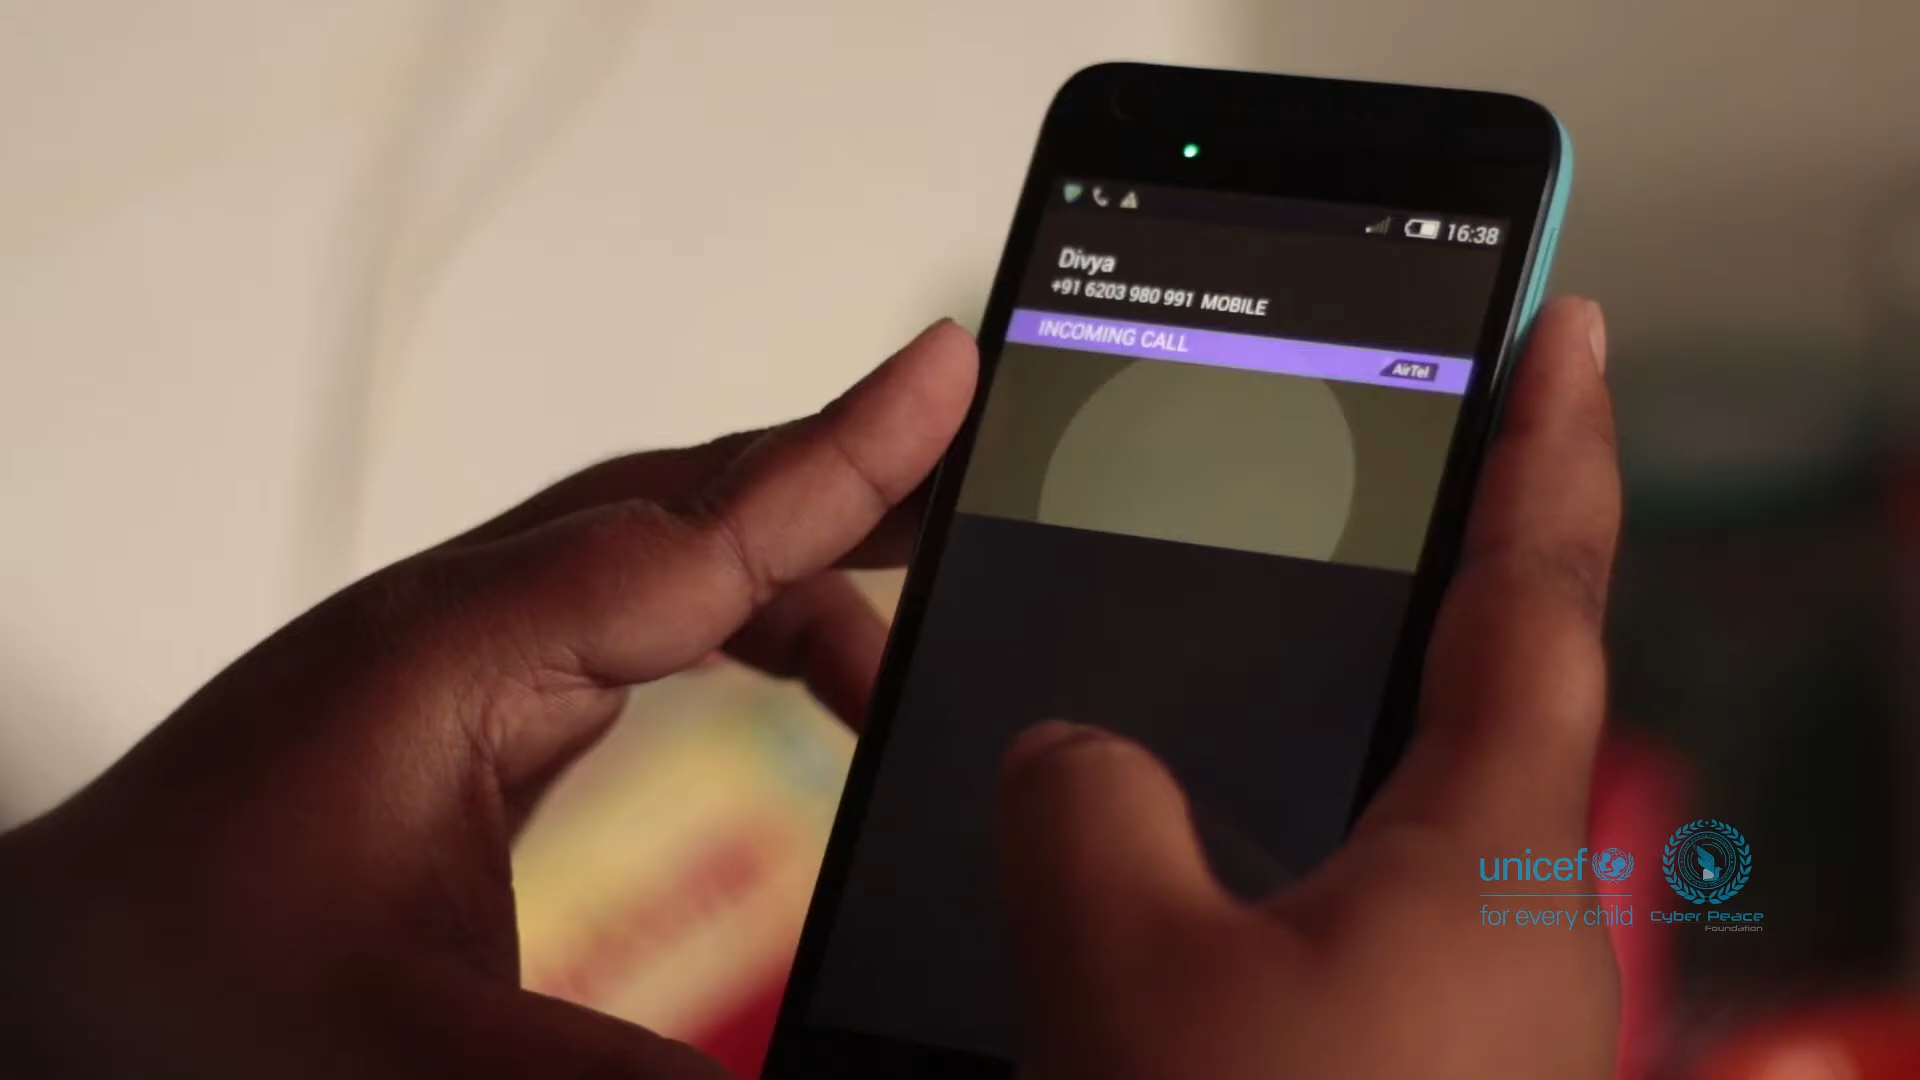 16:38
Divya
+91 6203 980 991 MOBILE
INCOMING CALL
AirTel
unicef
for every child
Cyber Peace
Foundation